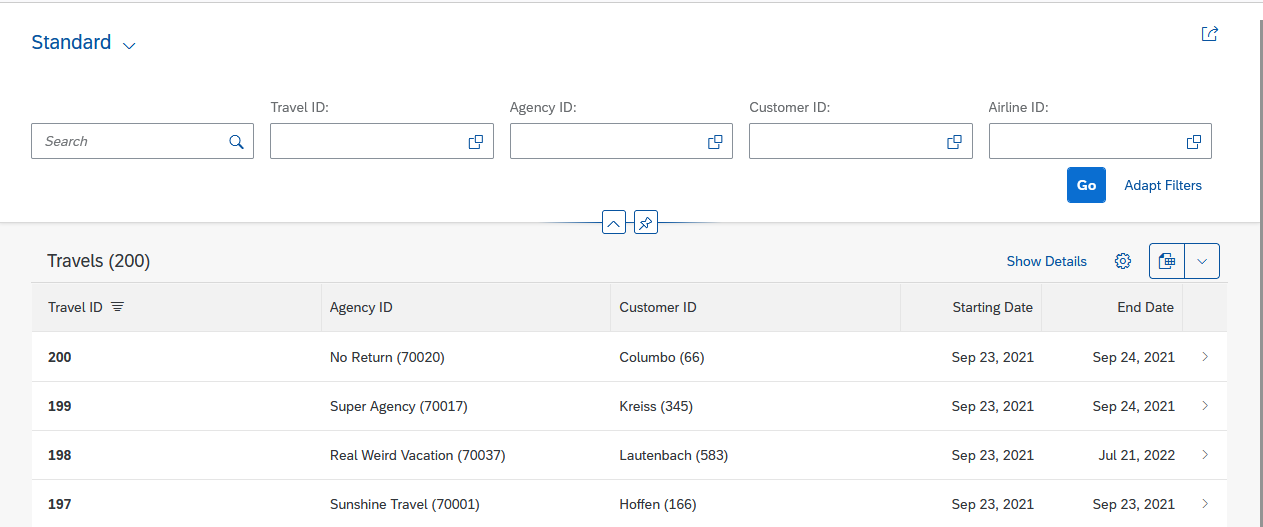 Standard
Travel ID: Agency ID: Customer ID: Airline ID:
Search
Go Adapt Filters
Travels (200) Show Details
Travel ID Agency ID Customer ID Starting Date End Date
200 No Return (70020) Columbo (66) Sep 23, 2021 Sep 24, 2021
199 Super Agency (70017) Kreiss (345) Sep 23, 2021 Sep 24, 2021
198 Real Weird Vacation (70037) Lautenbach (583) Sep 23, 2021 Jul 21, 2022
197 Sunshine Travel (70001) Hoffen (166) Sep 23, 2021 Sep 23, 2021